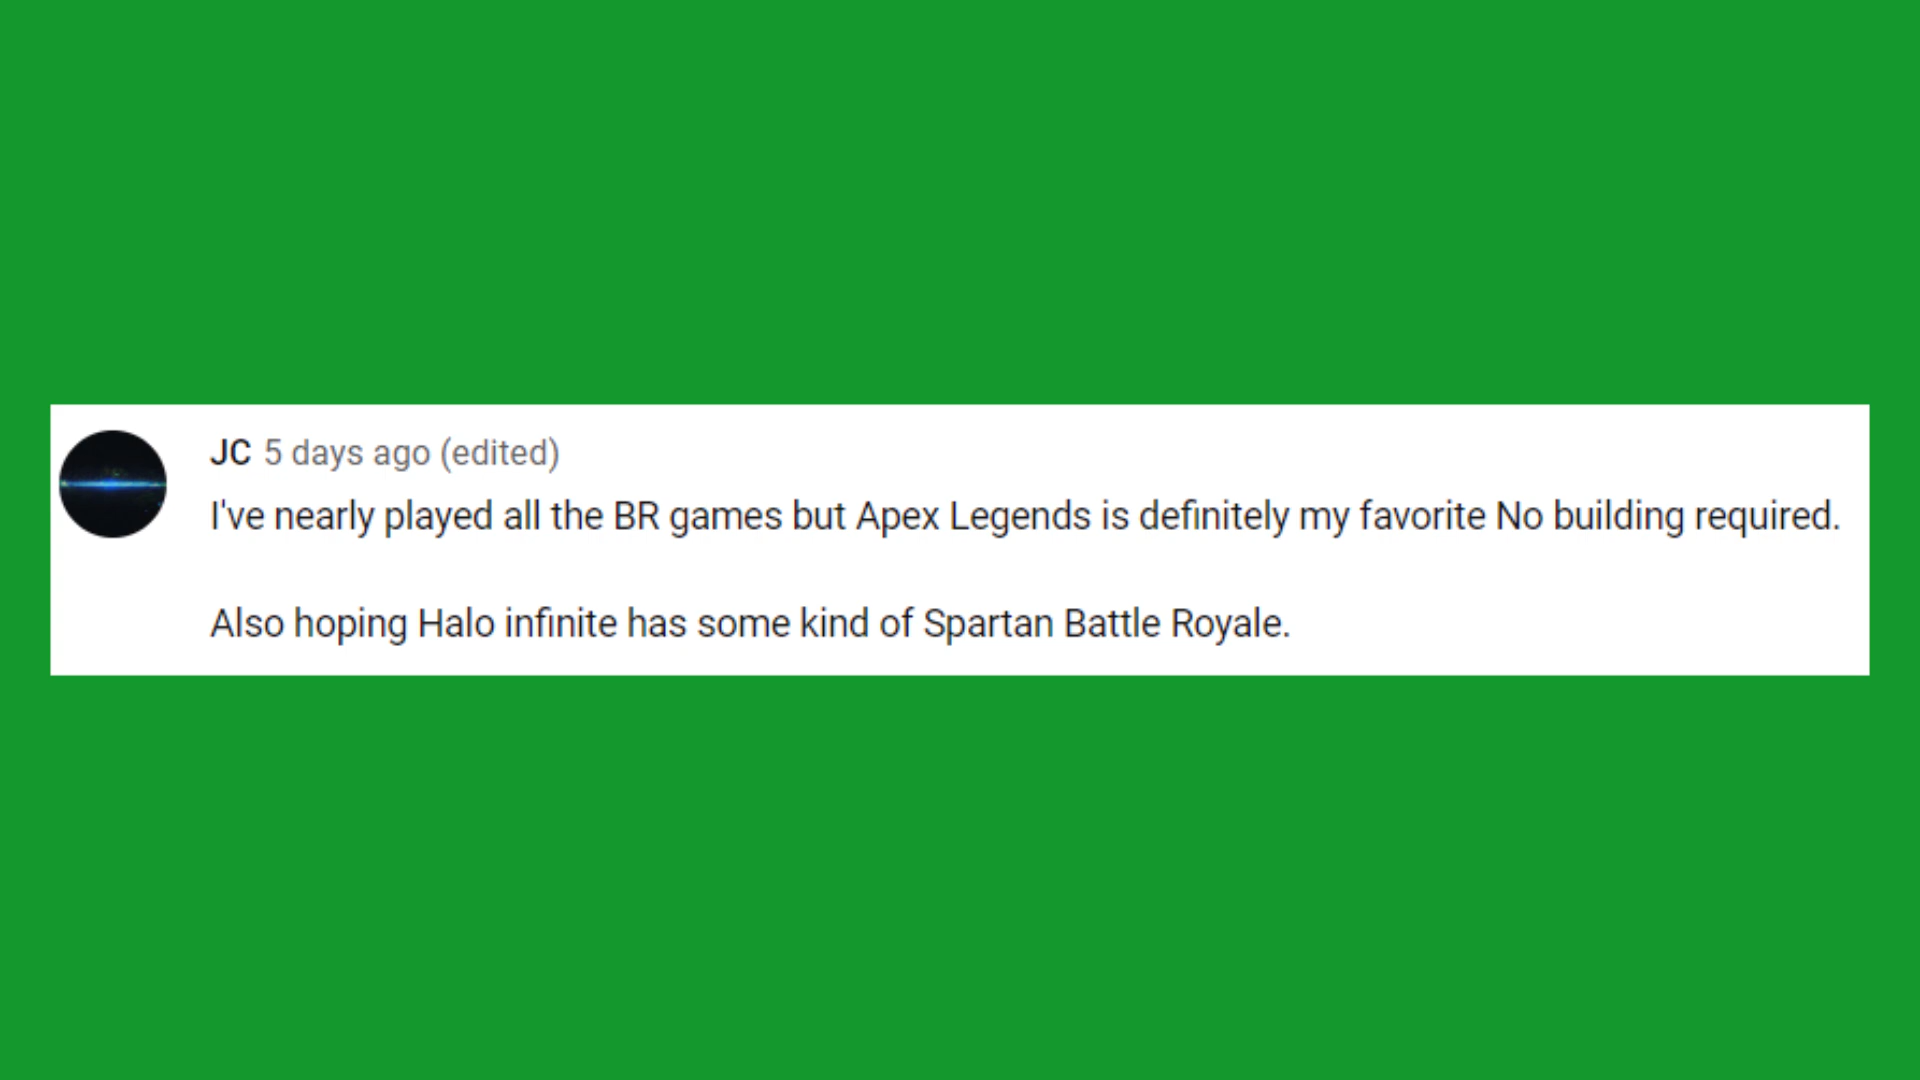 JC 5 days ago (edited)
I've nearly played all the BR games but Apex Legends is definitely my favorite No building required.
Also hoping Halo infinite has some kind of Spartan Battle Royale.